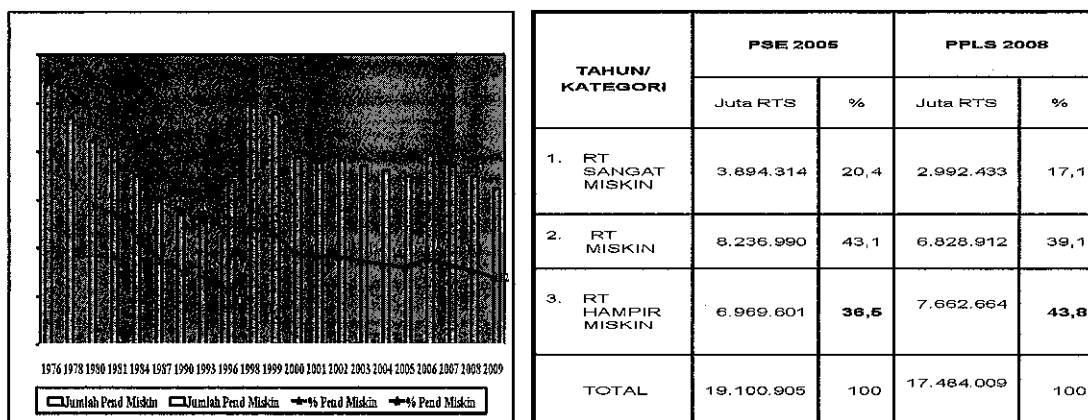 1976 1978 1980 1981 1984 1987 1990 1993 1996 1998 1999 2000 2001 2002 2003 2004 2005 2006 2007 2008 2009
Jumlah Pend Miskin Jumlah Pend Miskin % Pend Miskin % Pend Miskin
TAHUN/
KATEGORI
PSE 2005
PPLS 2008
Juta RTS % Juta RTS %
1. RT
SANGAT
MISKIN
3.894.314 20,4 2.992.433 17,1
2. RT
MISKIN
8.236.990 43,1 6.828.912 39,1
3. RT
HAMPIR
MISKIN
6.969.601 36,5 7.662.664 43,8
TOTAL 19.100.905 100 17.484.009 100